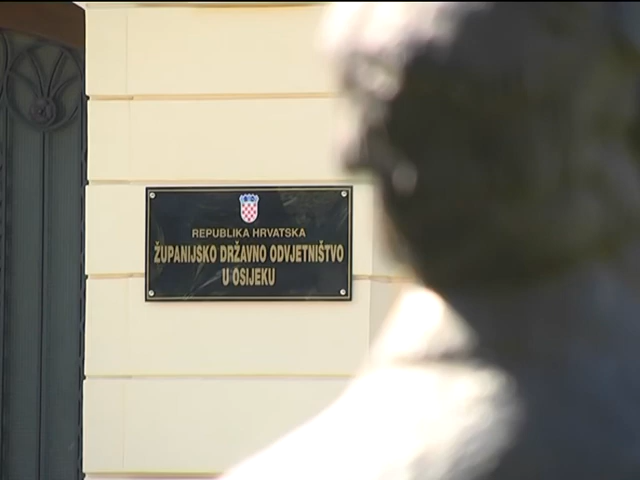 REPUBLIKA HRVATSKA
ŽUPANIJSKO DRŽAVNO ODVJETNIŠTVO
U OSIJEKU